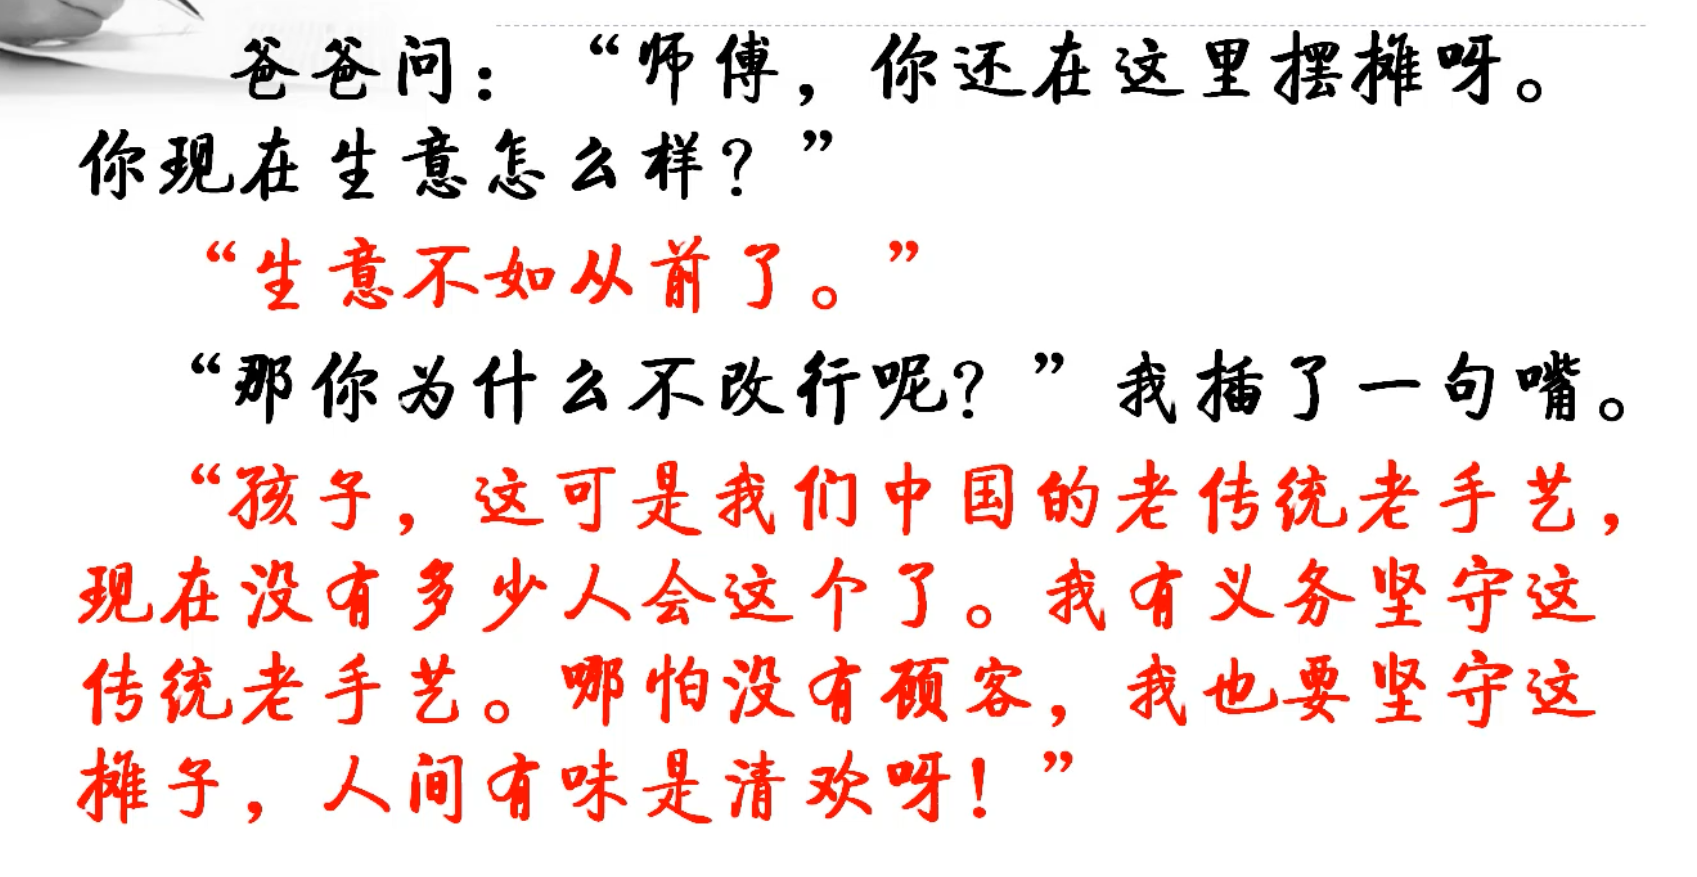 爸爸问：“师傅，你还在这里摆摊呀。
你现在生意怎么样？”
“生意不如从前了。”
“那你为什么不改行呢？”我插了一句嘴。
“孩子，这可是我们中国的老传统老手艺，
现在没有多少人会这个了。我有义务坚守这
传统老手艺。哪怕没有顾客，我也要坚守这
摊子，人间有味是清欢呀！”